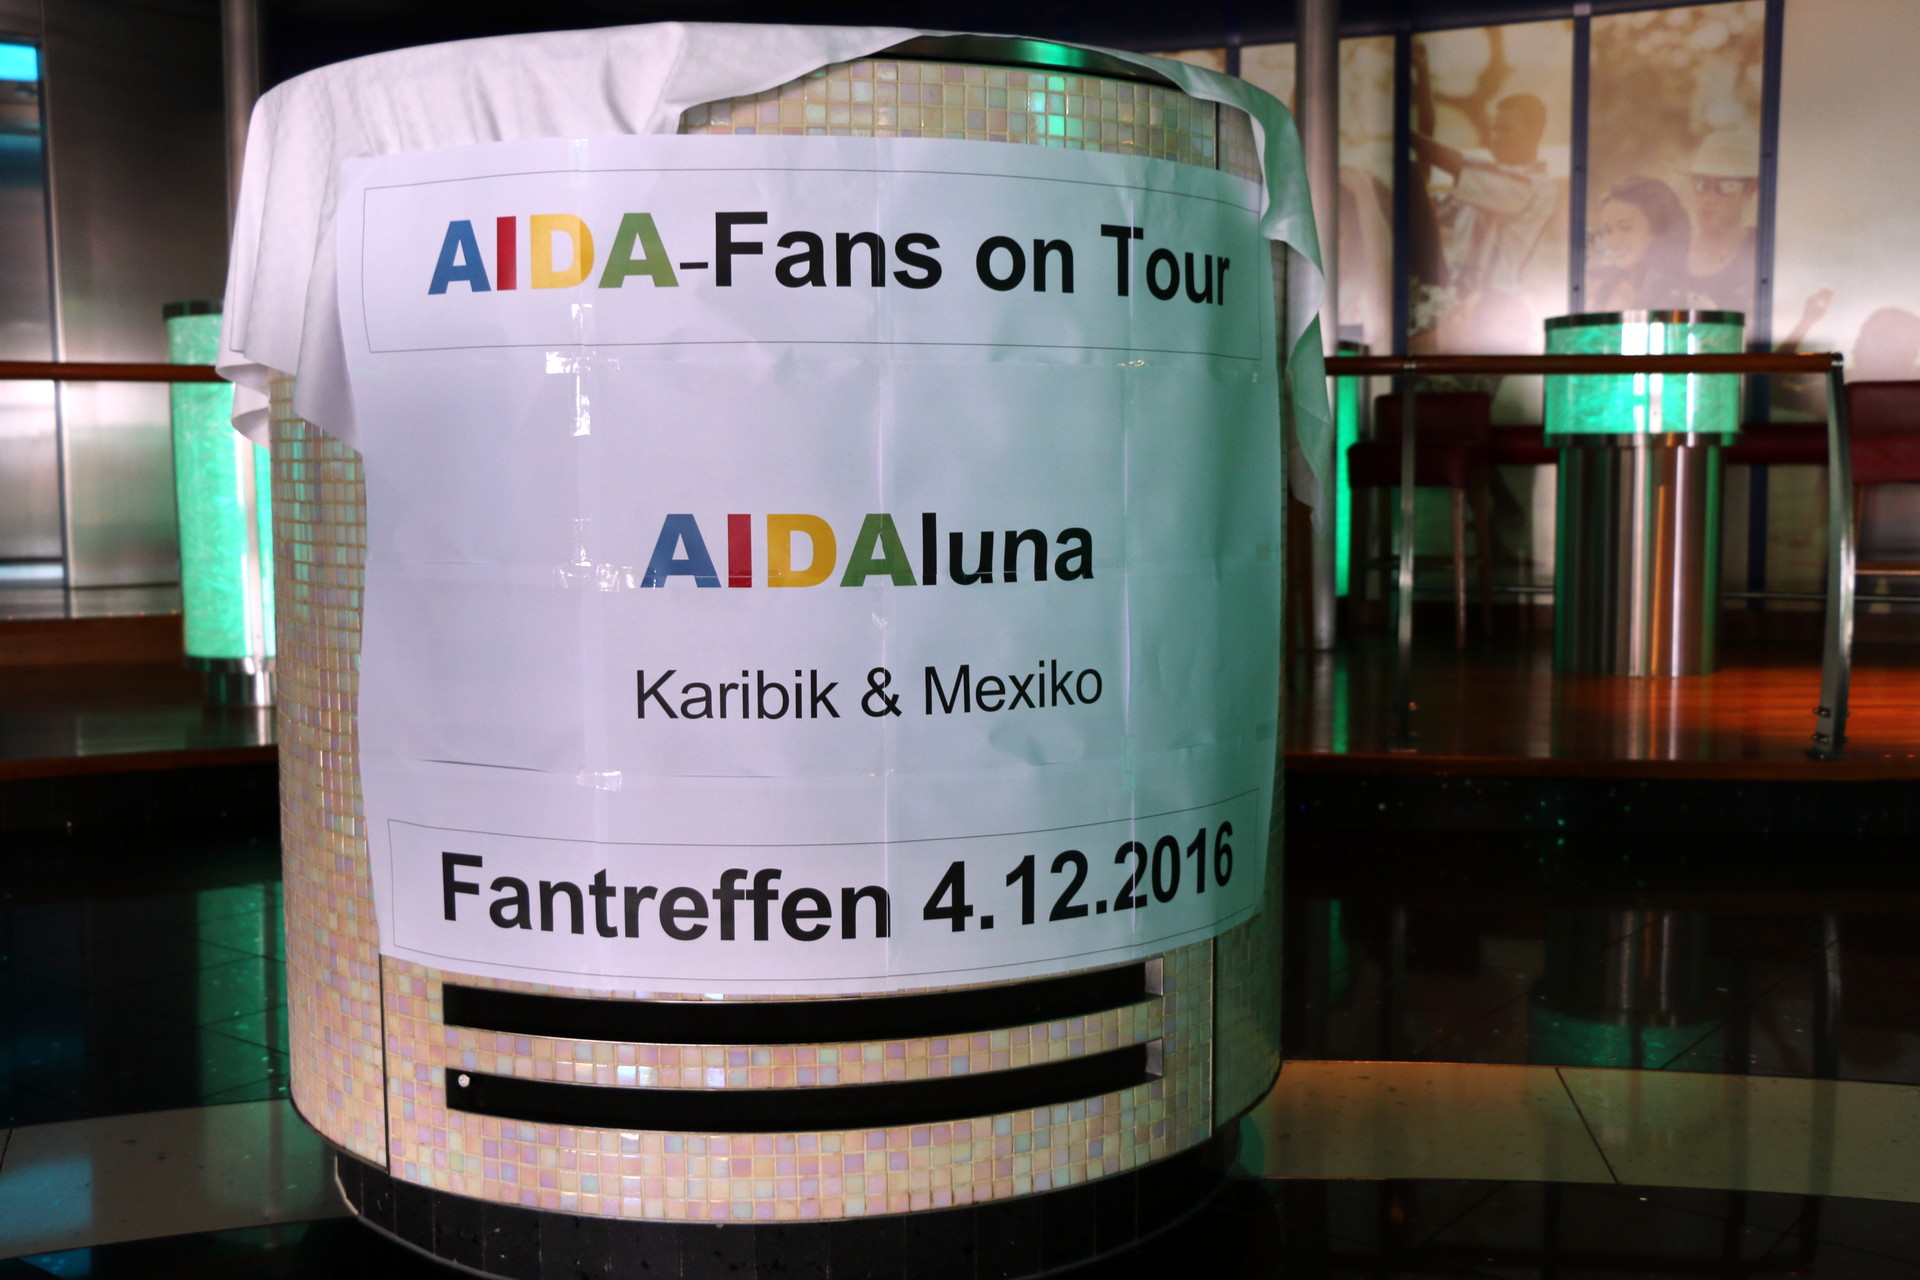 AIDA-Fans on Tour
AIDAluna
Karibik & Mexiko
Fantreffen 4.12.2016